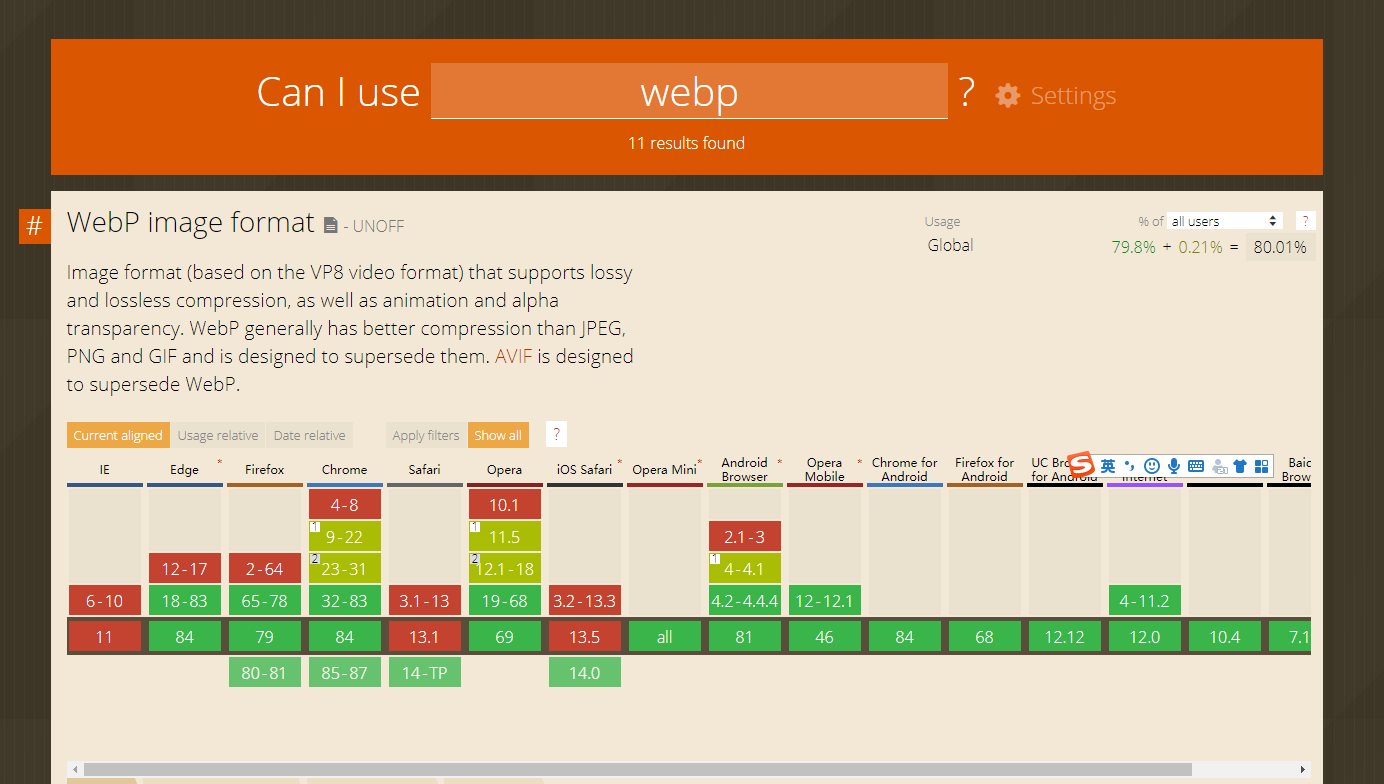 Can I use webp ? Settings
11 results found
#
WebP image format - UNOFF
Usage % of all users ?
Global 79.8% + 0.21% = 80.01%
Image format (based on the VP8 video format) that supports lossy
and lossless compression, as well as animation and alpha
transparency. WebP generally has better compression than JPEG,
PNG and GIF and is designed to supersede them. AVIF is designed
to supersede WebP.
Current aligned Usage relative Date relative Apply filters Show all ?
IE Edge * Firefox Chrome Safari Opera iOS Safari * Opera Mini * Android Browser * Opera Mobile * Chrome for Android Firefox for Android UC for Android Internet
英
4-8 10.1
1 9-22 1 11.5 2.1-3
12-17 2-64 2 23-31 2 12.1-18 1 4-4.1
6-10 18-83 65-78 32-83 3.1-13 19-68 3.2-13.3 4.2-4.4.4 12-12.1 4-11.2
11 84 79 84 13.1 69 13.5 all 81 46 84 68 12.12 12.0 10.4 7.1
80-81 85-87 14-TP 14.0